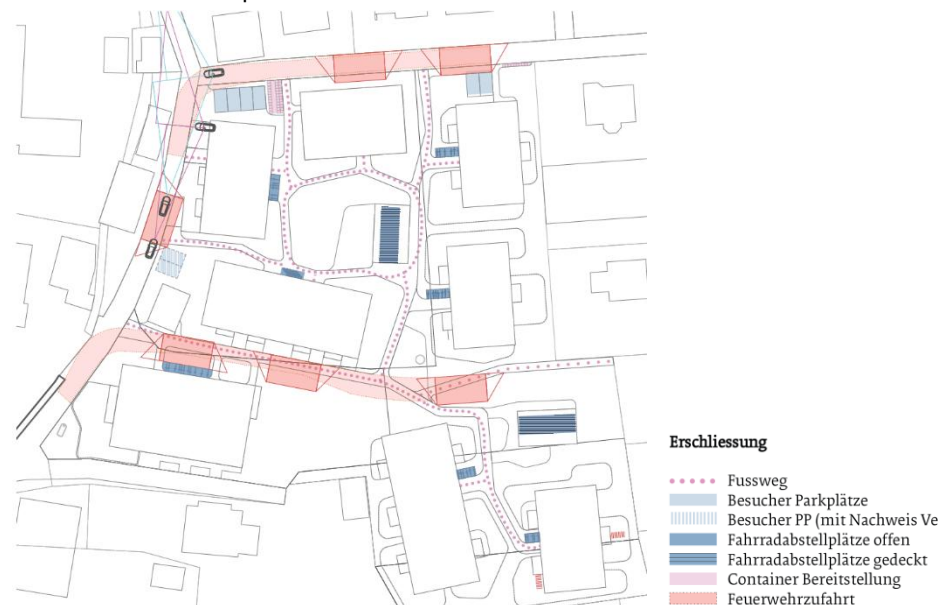 Erschliessung
Fussweg
Besucher Parkplätze
Besucher PP (mit Nachweis Ve
Fahrradabstellplätze offen
Fahrradabstellplätze gedeckt
Container Bereitstellung
Feuerwehrzufahrt